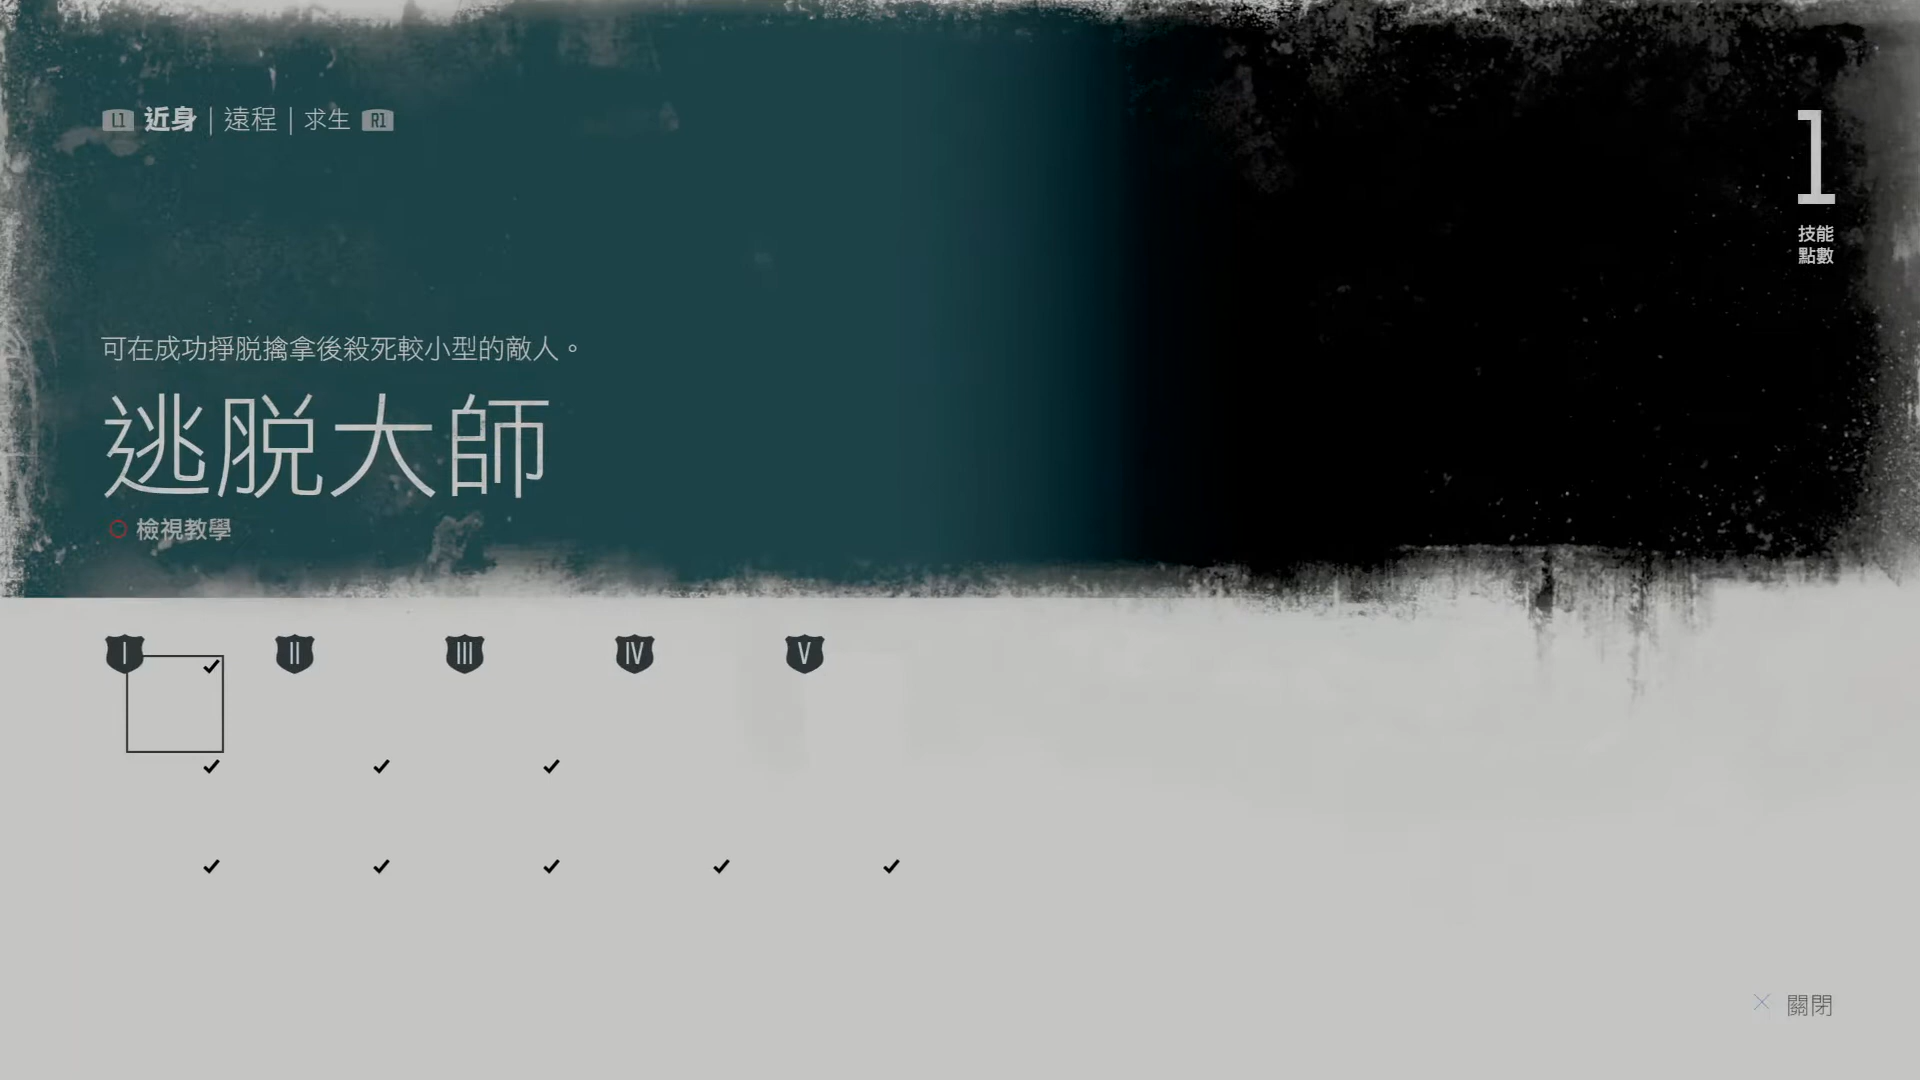 L1 近身 | 遠程 | 求生 R1
1
技能
點數
可在成功掙脫擒拿後殺死較小型的敵人。
逃脫大師
檢視教學
I II III IV V
關閉